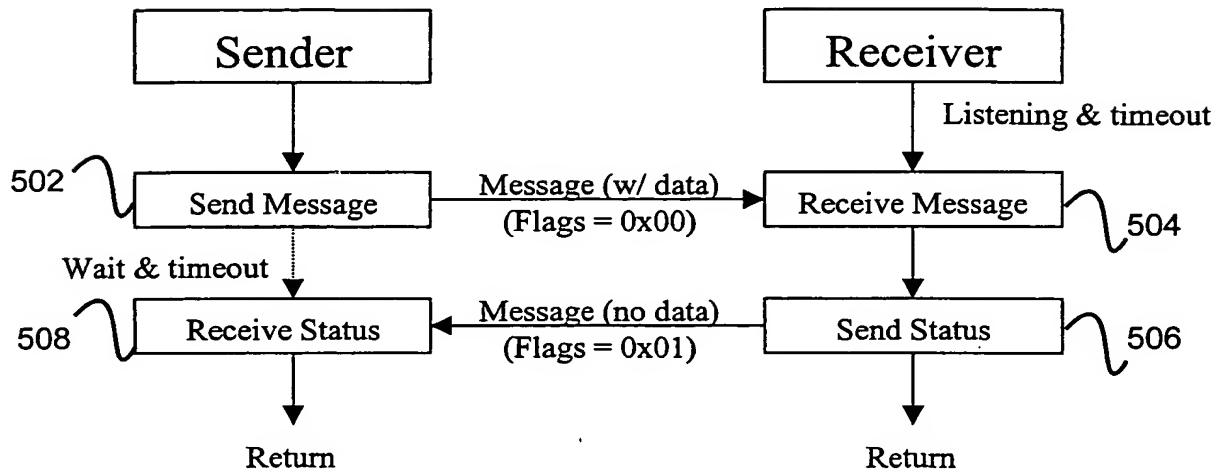 Sender
Receiver
Listening & timeout
502
Send Message
Message (w/ data)
(Flags = 0x00)
Receive Message
504
Wait & timeout
508
Receive Status
Message (no data)
(Flags = 0x01)
Send Status
506
Return
Return